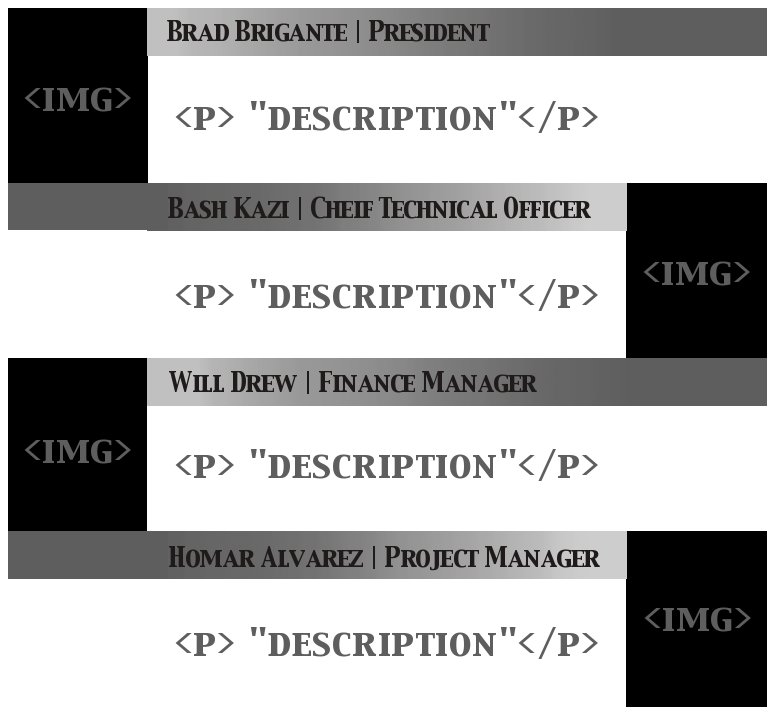 Brad Brigante | President
<IMG>
<P> "DESCRIPTION"</P>
Bash Kazi | Cheif Technical Officer
<P> "DESCRIPTION"</P>
<IMG>
Will Drew | Finance Manager
<IMG>
<P> "DESCRIPTION"</P>
Homar Alvarez | Project Manager
<P> "DESCRIPTION"</P>
<IMG>